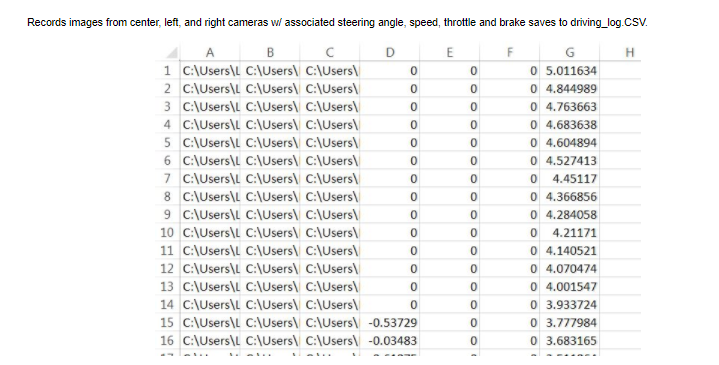 Records images from center, left, and right cameras w/ associated steering angle, speed, throttle and brake saves to driving_log.CSV.
A B C D E F G H
1 C:\Users\L C:\Users\ C:\Users\ 0 0 0 5.011634
2 C:\Users\L C:\Users\ C:\Users\ 0 0 0 4.844989
3 C:\Users\L C:\Users\ C:\Users\ 0 0 0 4.763663
4 C:\Users\L C:\Users\ C:\Users\ 0 0 0 4.683638
5 C:\Users\L C:\Users\ C:\Users\ 0 0 0 4.604894
6 C:\Users\L C:\Users\ C:\Users\ 0 0 0 4.527413
7 C:\Users\L C:\Users\ C:\Users\ 0 0 0 4.45117
8 C:\Users\L C:\Users\ C:\Users\ 0 0 0 4.366856
9 C:\Users\L C:\Users\ C:\Users\ 0 0 0 4.284058
10 C:\Users\L C:\Users\ C:\Users\ 0 0 0 4.21171
11 C:\Users\L C:\Users\ C:\Users\ 0 0 0 4.140521
12 C:\Users\L C:\Users\ C:\Users\ 0 0 0 4.070474
13 C:\Users\L C:\Users\ C:\Users\ 0 0 0 4.001547
14 C:\Users\L C:\Users\ C:\Users\ 0 0 0 3.933724
15 C:\Users\L C:\Users\ C:\Users\ -0.53729 0 0 3.777984
16 C:\Users\L C:\Users\ C:\Users\ -0.03483 0 0 3.683165